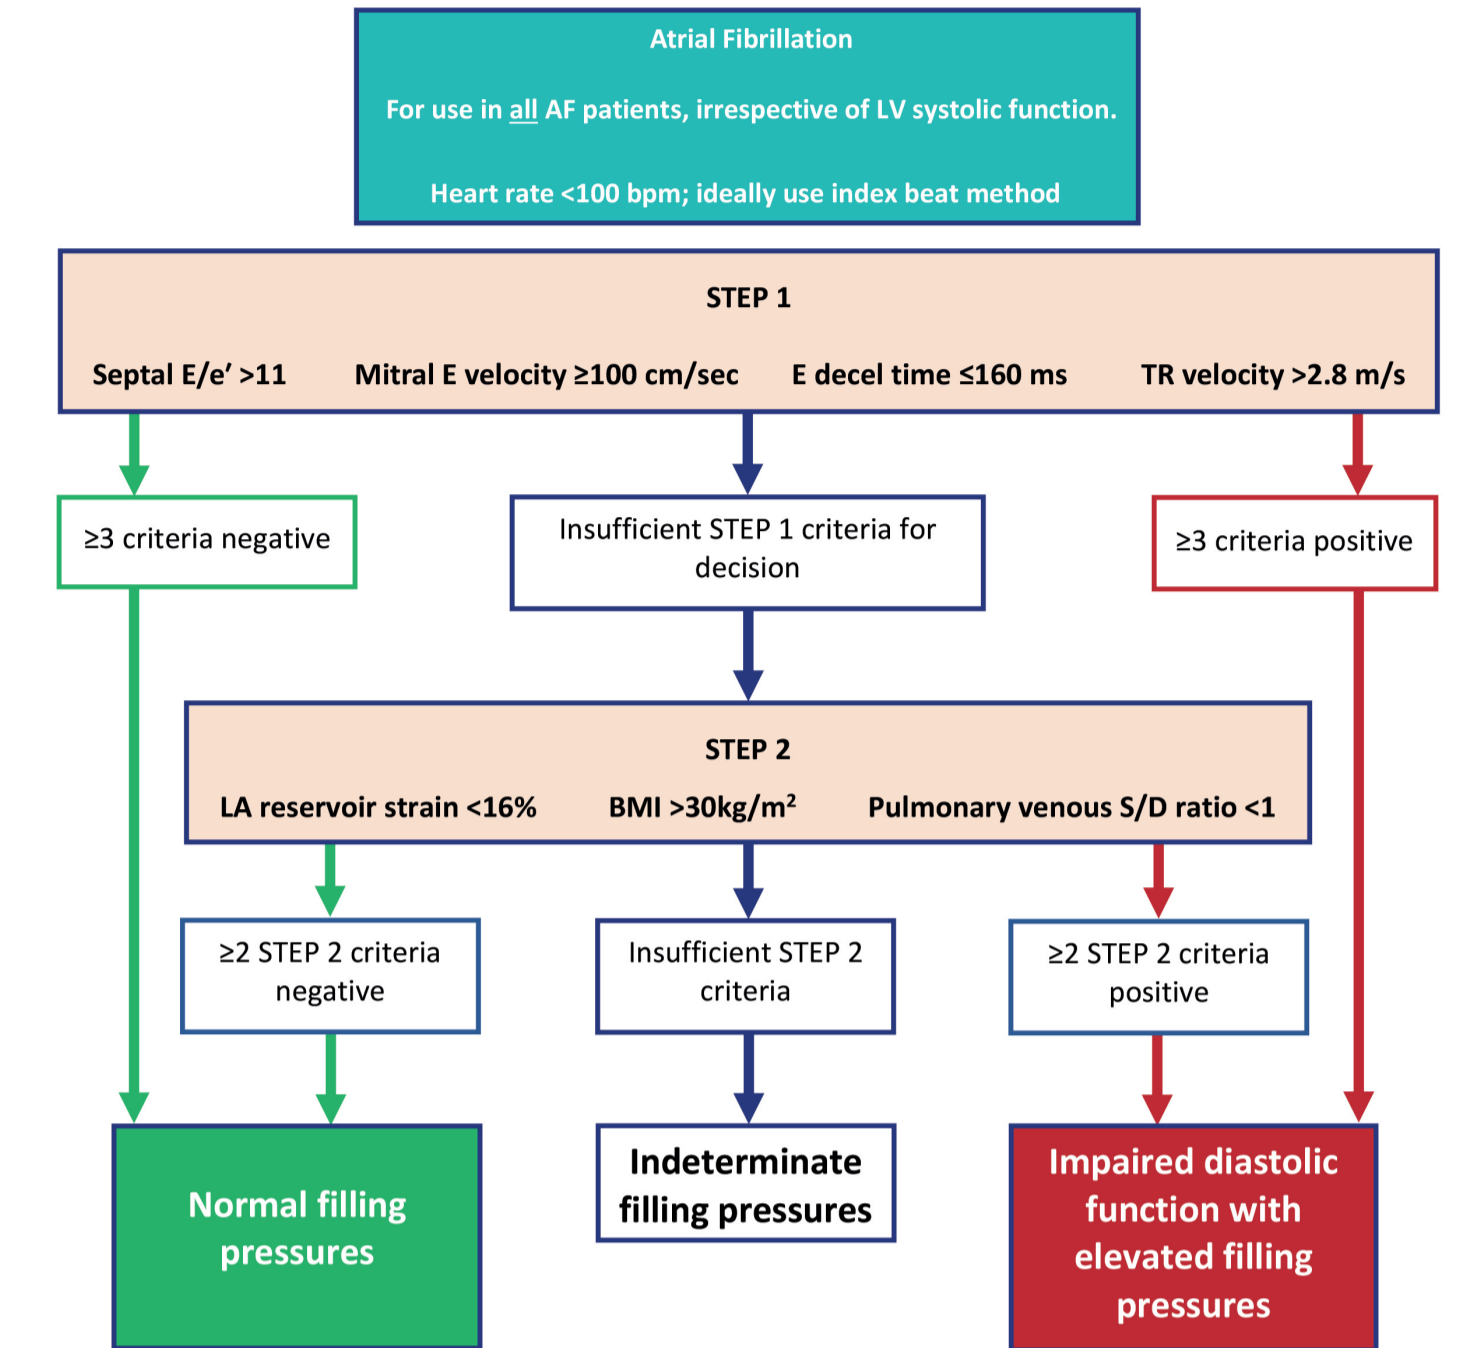 Atrial Fibrillation
For use in all AF patients, irrespective of LV systolic function.
Heart rate <100 bpm; ideally use index beat method
STEP 1
Septal E/e′ >11 Mitral E velocity ≥100 cm/sec E decel time ≤160 ms TR velocity >2.8 m/s
≥3 criteria negative
Insufficient STEP 1 criteria for
decision
≥3 criteria positive
STEP 2
LA reservoir strain <16% BMI >30kg/m² Pulmonary venous S/D ratio <1
≥2 STEP 2 criteria
negative
Insufficient STEP 2
criteria
≥2 STEP 2 criteria
positive
Normal filling
pressures
Indeterminate
filling pressures
Impaired diastolic
function with
elevated filling
pressures